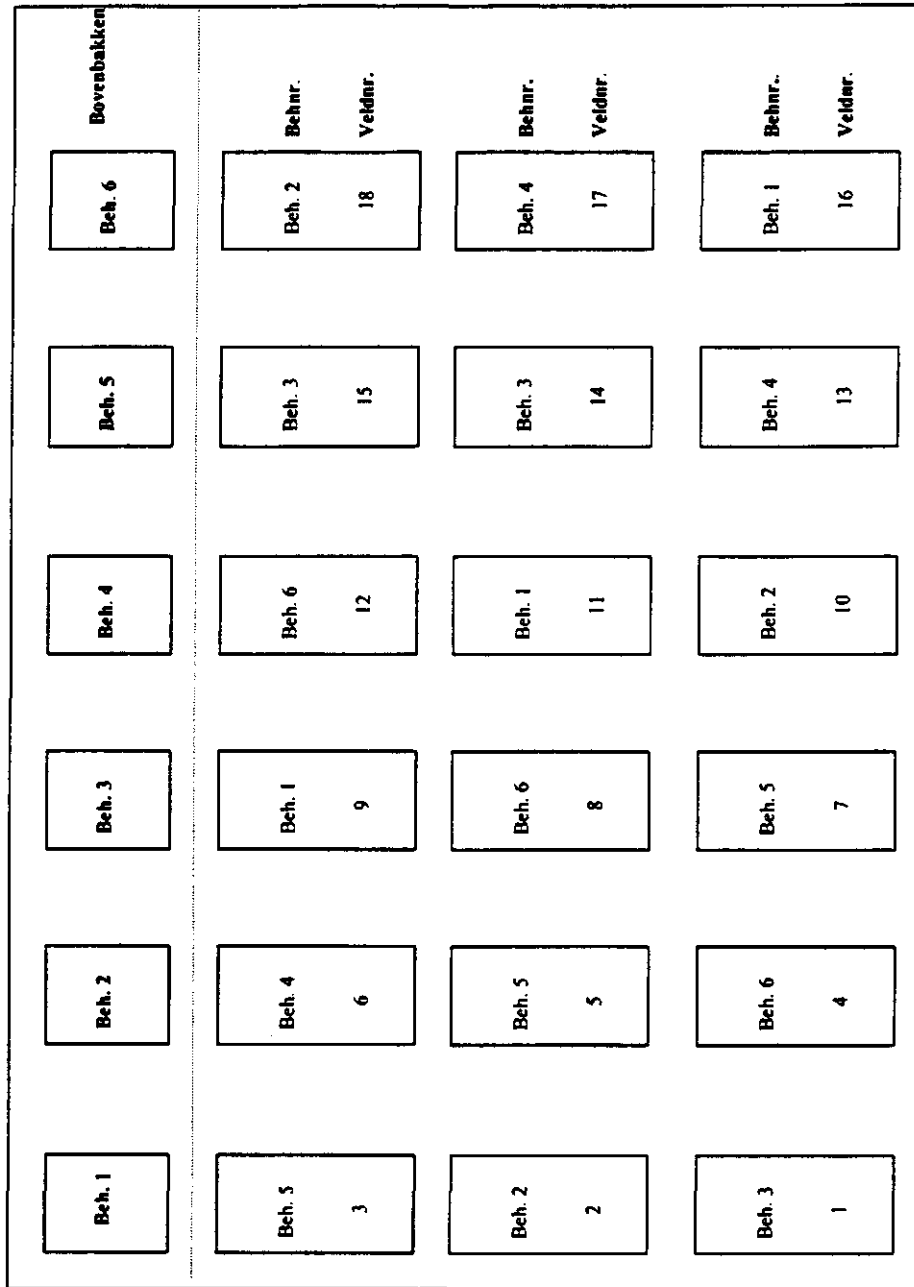 Beh. 1 Beh. 2 Beh. 3 Beh. 4 Beh. 5 Beh. 6 Bovenbakken
Beh. 5 Beh. 4 Beh. 1 Beh. 6 Beh. 3 Beh. 2 Behnr.
3 6 9 12 15 18 Veldnr.
Beh. 2 Beh. 5 Beh. 6 Beh. 1 Beh. 3 Beh. 4 Behnr.
2 5 8 11 14 17 Veldnr.
Beh. 3 Beh. 6 Beh. 5 Beh. 2 Beh. 4 Beh. 1 Behnr..
1 4 7 10 13 16 Veldnr.